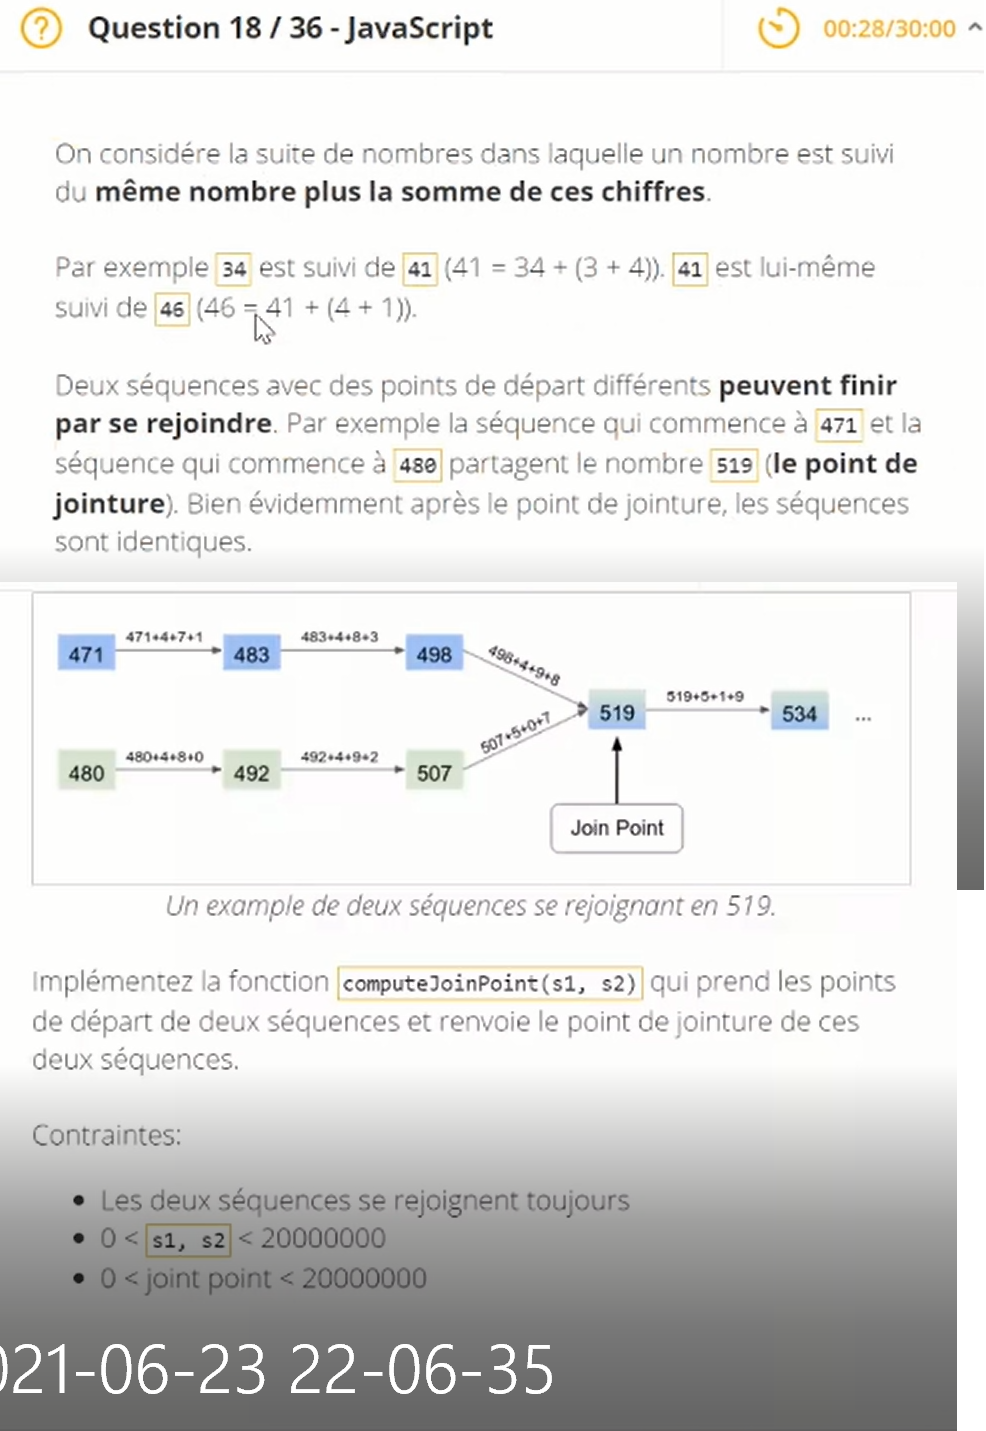 ?
Question 18 / 36 - JavaScript
00:28/30:00
On considére la suite de nombres dans laquelle un nombre est suivi
du même nombre plus la somme de ces chiffres.
Par exemple 34 est suivi de 41 (41 = 34 + (3 + 4)). 41 est lui-même
suivi de 46 (46 = 41 + (4 + 1)).
Deux séquences avec des points de départ différents peuvent finir
par se rejoindre. Par exemple la séquence qui commence à 471 et la
séquence qui commence à 480 partagent le nombre 519 (le point de
jointure). Bien évidemment après le point de jointure, les séquences
sont identiques.
471 471+4+7+1 483 483+4+8+3 498 498+4+9+8
519 519+5+1+9 534 ...
480 480+4+8+0 492 492+4+9+2 507 507+5+0+7
Join Point
Un example de deux séquences se rejoignant en 519.
Implémentez la fonction computeJoinPoint(s1, s2) qui prend les points
de départ de deux séquences et renvoie le point de jointure de ces
deux séquences.
Contraintes:
• Les deux séquences se rejoignent toujours
• 0 < s1, s2 < 20000000
• 0 < joint point < 20000000
021-06-23 22-06-35